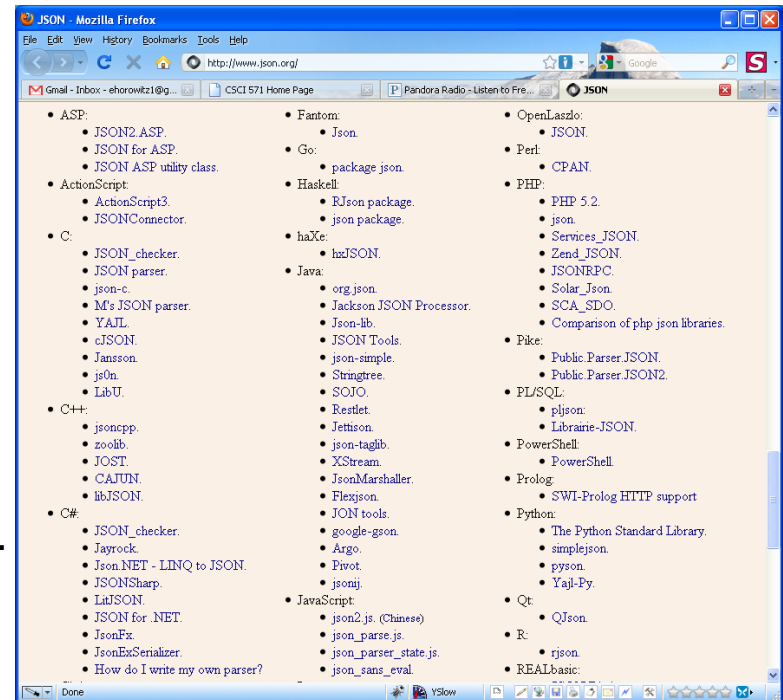 JSON - Mozilla Firefox
File Edit View History Bookmarks Tools Help
http://www.json.org/
Google
S
Gmail - Inbox - ehorowitz1@g...
CSCI 571 Home Page
Pandora Radio - Listen to Fre...
JSON
• ASP:
• JSON2.ASP.
• JSON for ASP.
• JSON ASP utility class.
• ActionScript:
• ActionScript3.
• JSONConnector.
• C:
• JSON_checker.
• JSON parser.
• json-c.
• M's JSON parser.
• YAJL.
• cJSON.
• Jansson.
• js0n.
• LibU.
• C++:
• jsoncpp.
• zoolib.
• JOST.
• CAJUN.
• libJSON.
• C#:
• JSON_checker.
• Jayrock.
• Json.NET - LINQ to JSON.
• JSONSharp.
• LitJSON.
• JSON for .NET.
• JsonFx.
• JsonExSerializer.
• How do I write my own parser?
• Fantom:
• Json.
• Go:
• package json.
• Haskell:
• RJson package.
• json package.
• haXe:
• hxJSON.
• Java:
• org.json.
• Jackson JSON Processor.
• Json-lib.
• JSON Tools.
• json-simple.
• Stringtree.
• SOJO.
• Restlet.
• Jettison.
• json-taglib.
• XStream.
• JsonMarshaller.
• Flexjson.
• JON tools.
• google-gson.
• Argo.
• Pivot.
• jsonij.
• JavaScript:
• json2.js. (Chinese)
• json_parse.js.
• json_parser_state.js.
• json_sans_eval.
• OpenLaszlo:
• JSON.
• Perl:
• CPAN.
• PHP:
• PHP 5.2.
• json.
• Services_JSON.
• Zend_JSON.
• JSONRPC.
• Solar_Json.
• SCA_SDO.
• Comparison of php json libraries.
• Pike:
• Public.Parser.JSON.
• Public.Parser.JSON2.
• PL/SQL:
• pljson:
• Librairie-JSON.
• PowerShell:
• PowerShell.
• Prolog:
• SWI-Prolog HTTP support
• Python:
• The Python Standard Library.
• simplejson.
• pyson.
• Yajl-Py.
• Qt:
• QJson.
• R:
• rjson.
• REALbasic:
Done
YSlow